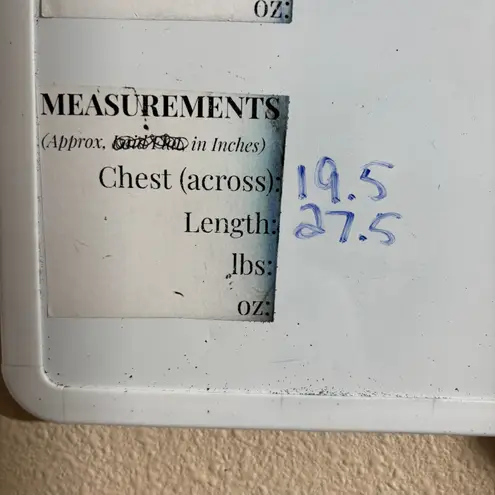 oz:
MEASUREMENTS
(Approx, in Inches)
Chest (across): 19.5
Length: 27.5
lbs:
oz: